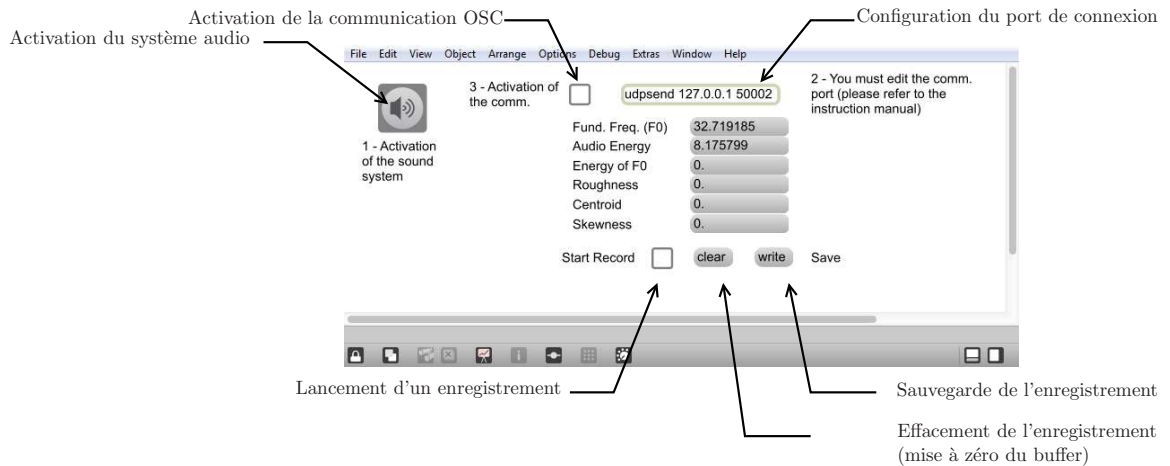 Activation de la communication OSC
Configuration du port de connexion
Activation du système audio
File Edit View Object Arrange Options Debug Extras Window Help
3 - Activation of
the comm.
udpsend 127.0.0.1 50002
2 - You must edit the comm.
port (please refer to the
instruction manual)
1 - Activation
of the sound
system
Fund. Freq. (F0) 32.719185
Audio Energy 8.175799
Energy of F0 0.
Roughness 0.
Centroid 0.
Skewness 0.
Start Record clear write Save
Lancement d'un enregistrement
Sauvegarde de l'enregistrement
Effacement de l'enregistrement
(mise à zéro du buffer)